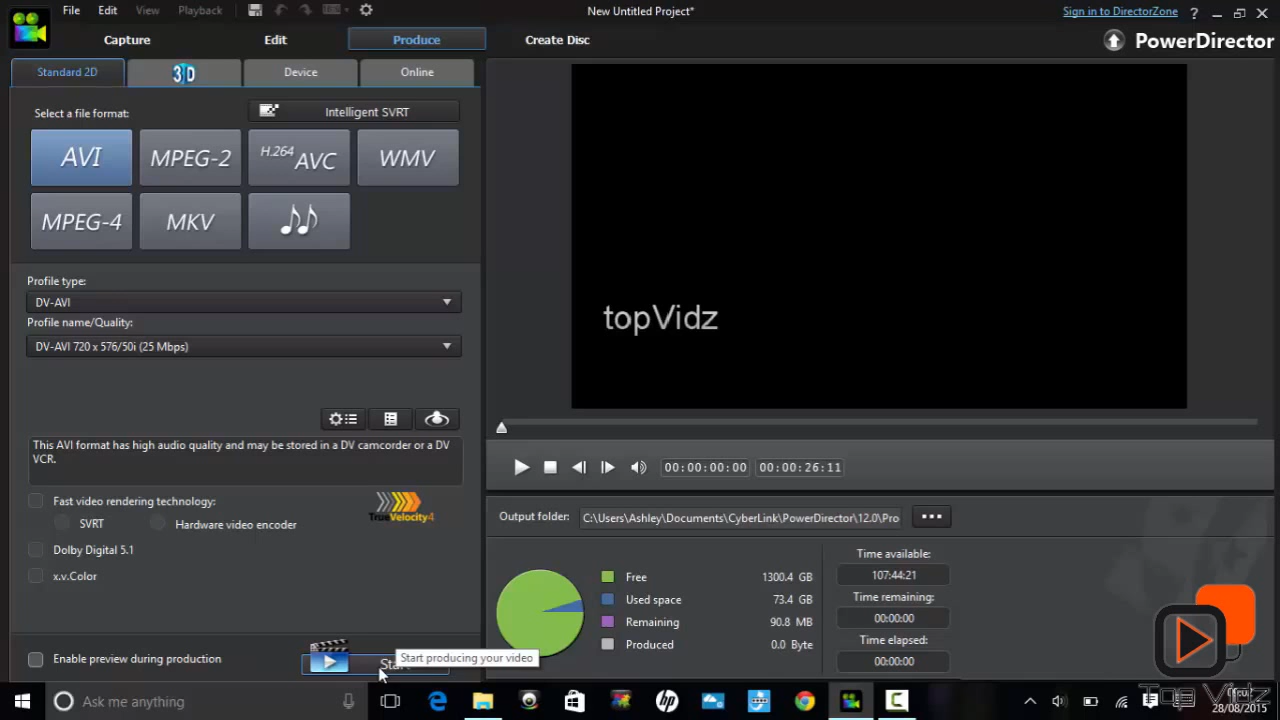 File Edit View Playback
New Untitled Project*
Sign in to DirectorZone ?
Capture Edit Produce Create Disc
PowerDirector
Standard 2D 3D Device Online
Select a file format:
Intelligent SVRT
AVI MPEG-2 H.264 AVC WMV
MPEG-4 MKV
Profile type:
DV-AVI
Profile name/Quality:
DV-AVI 720 x 576/50i (25 Mbps)
This AVI format has high audio quality and may be stored in a DV camcorder or a DV
VCR.
Fast video rendering technology:
SVRT Hardware video encoder
TrueVelocity4
Dolby Digital 5.1
x.v.Color
Enable preview during production
Start
Start producing your video
topVidz
00:00:00:00 00:00:26:11
Output folder: C:\Users\Ashley\Documents\CyberLink\PowerDirector\12.0\Pro
Free 1300.4 GB
Used space 73.4 GB
Remaining 90.8 MB
Produced 0.0 Byte
Time available:
107:44:21
Time remaining:
00:00:00
Time elapsed:
00:00:00
Ask me anything
hp
Top Vidz
28/08/2015